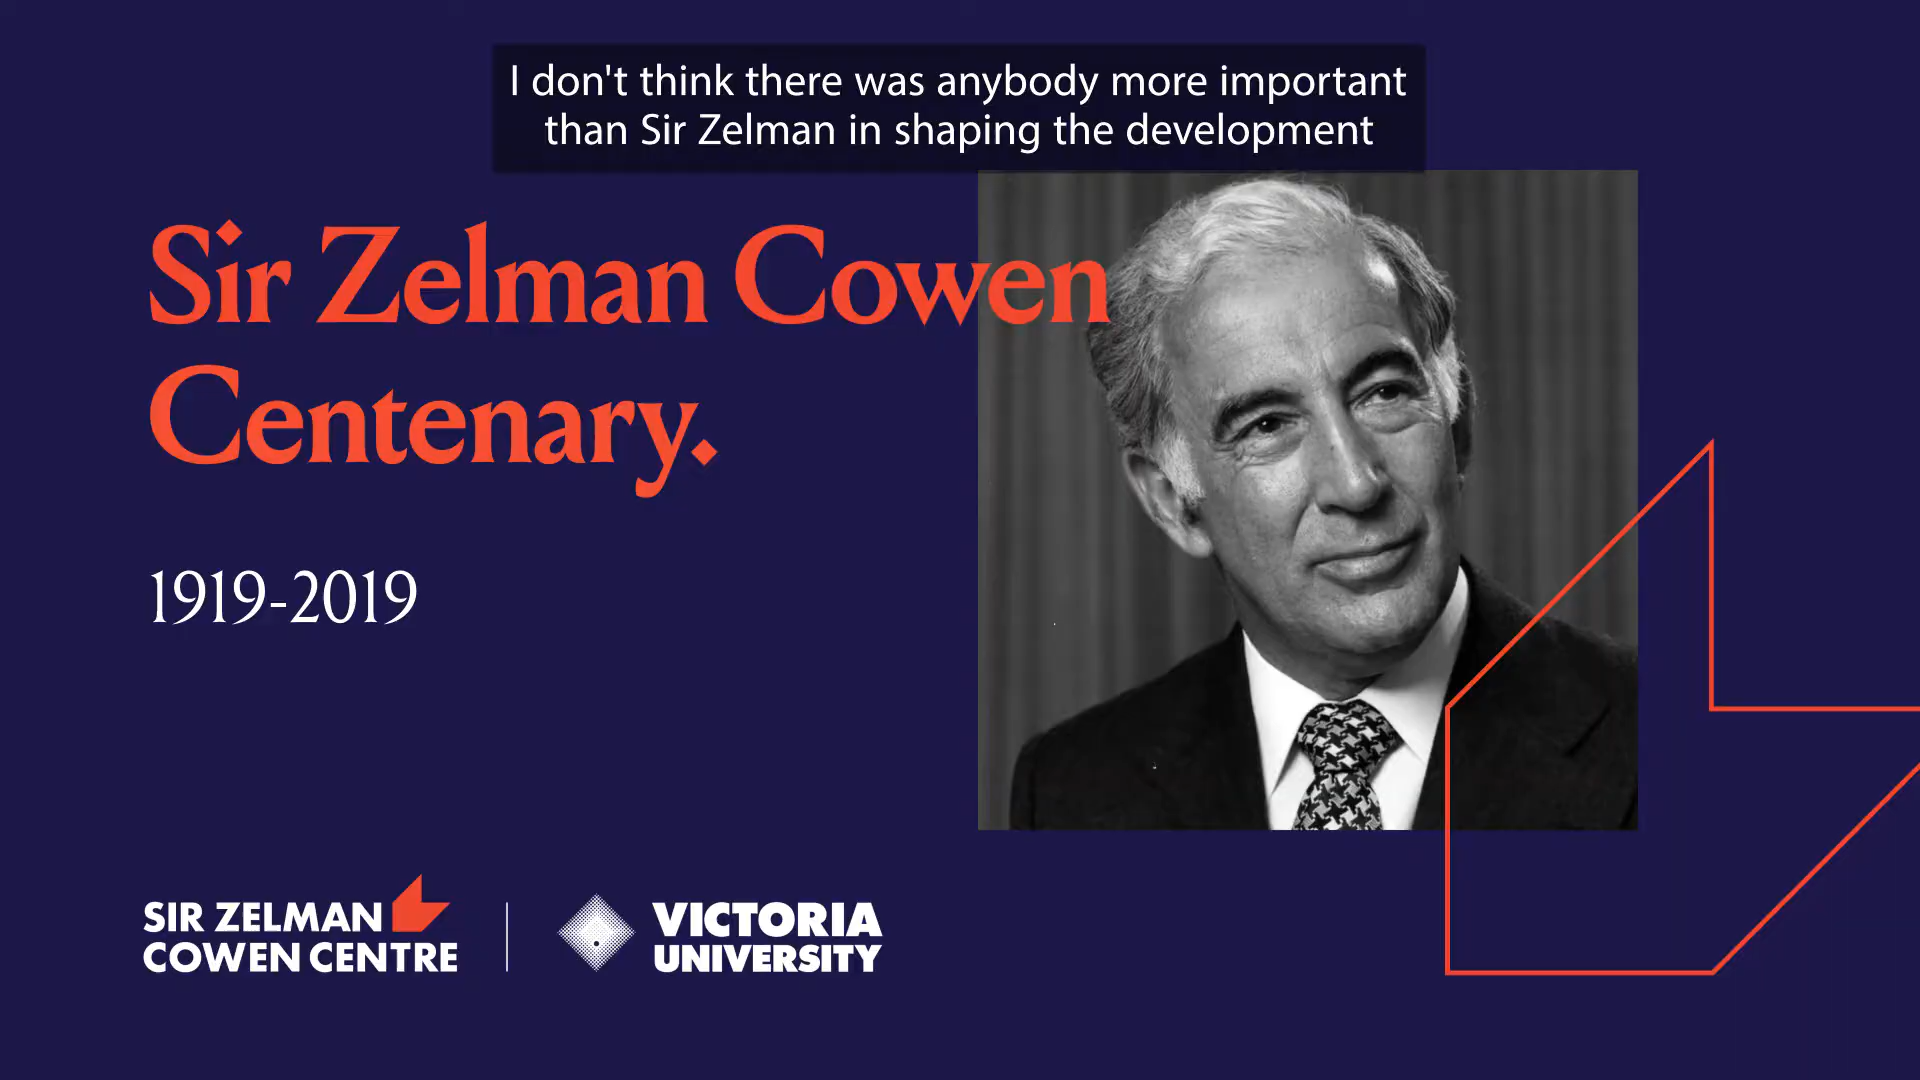 I don't think there was anybody more important
than Sir Zelman in shaping the development
Sir Zelman Cowen
Centenary.
1919-2019
SIR ZELMAN
COWEN CENTRE
VICTORIA
UNIVERSITY